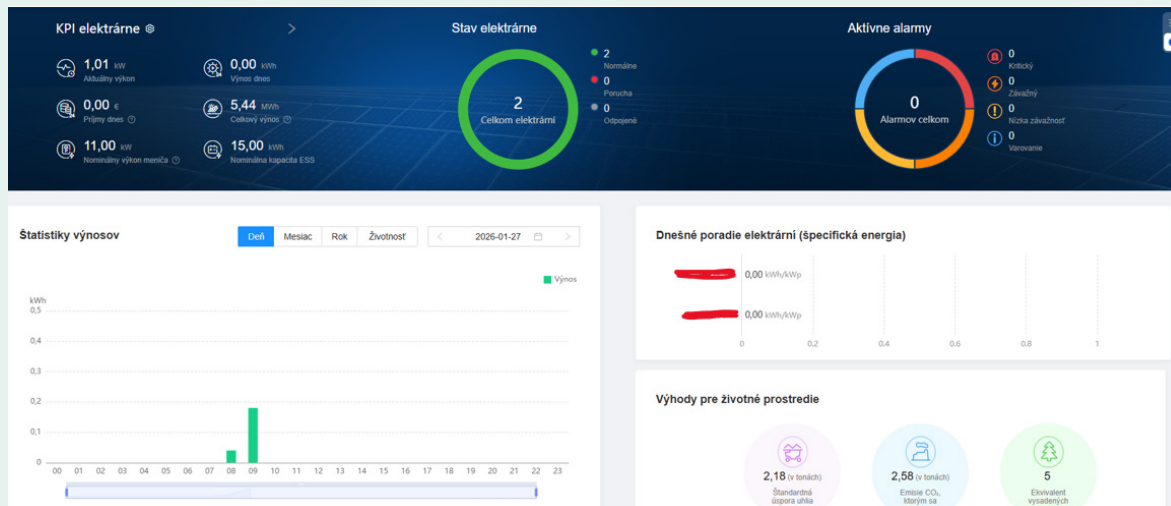 KPI elektrárne
1,01 kW
Aktuálny výkon
0,00 kWh
Výnos dnes
0,00 €
Príjmy dnes
5,44 MWh
Celkový výnos
11,00 kW
Nominálny výkon meniča
15,00 kWh
Nominálna kapacita ESS
Stav elektrárne
2
Celkom elektrární
2
Normálne
0
Porucha
0
Odpojené
Aktívne alarmy
0
Alarmov celkom
0
Kritický
0
Závažný
0
Nízka závažnosť
0
Varovanie
Štatistiky výnosov
Deň Mesiac Rok Životnosť
2026-01-27
Výnos
kWh
0,5
0,4
0,3
0,2
0,1
0
00 01 02 03 04 05 06 07 08 09 10 11 12 13 14 15 16 17 18 19 20 21 22 23
Dnešné poradie elektrární (špecifická energia)
0,00 kWh/kWp
0,00 kWh/kWp
0 0.2 0.4 0.6 0.8 1
Výhody pre životné prostredie
2,18 (v tonách)
Štandardná
úspora uhlia
2,58 (v tonách)
Emisie CO₂,
ktorým sa
5
Ekvivalent
vysadených